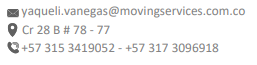 yaqueli.vanegas@movingservices.com.co
Cr 28 B # 78 - 77
+57 315 3419052 - +57 317 3096918